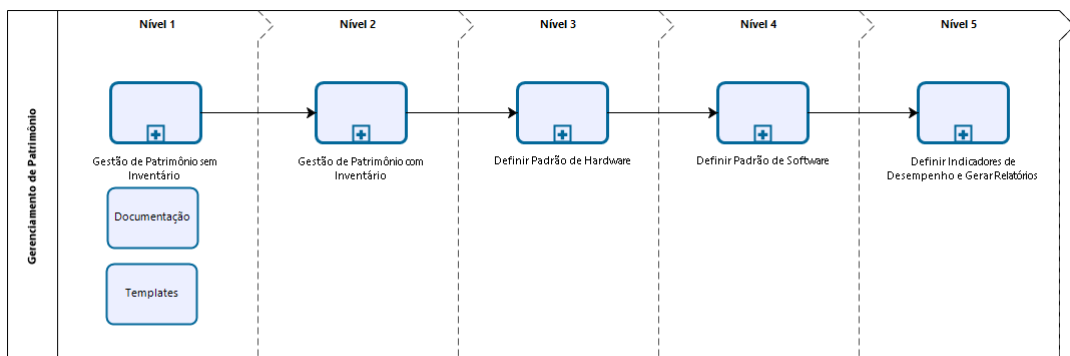 Nível 1
Nível 2
Nível 3
Nível 4
Nível 5
Gerenciamento de Patrimônio
Gestão de Patrimônio sem
Inventário
Gestão de Patrimônio com
Inventário
Definir Padrão de Hardware
Definir Padrão de Software
Definir Indicadores de
Desempenho e Gerar Relatórios
Documentação
Templates